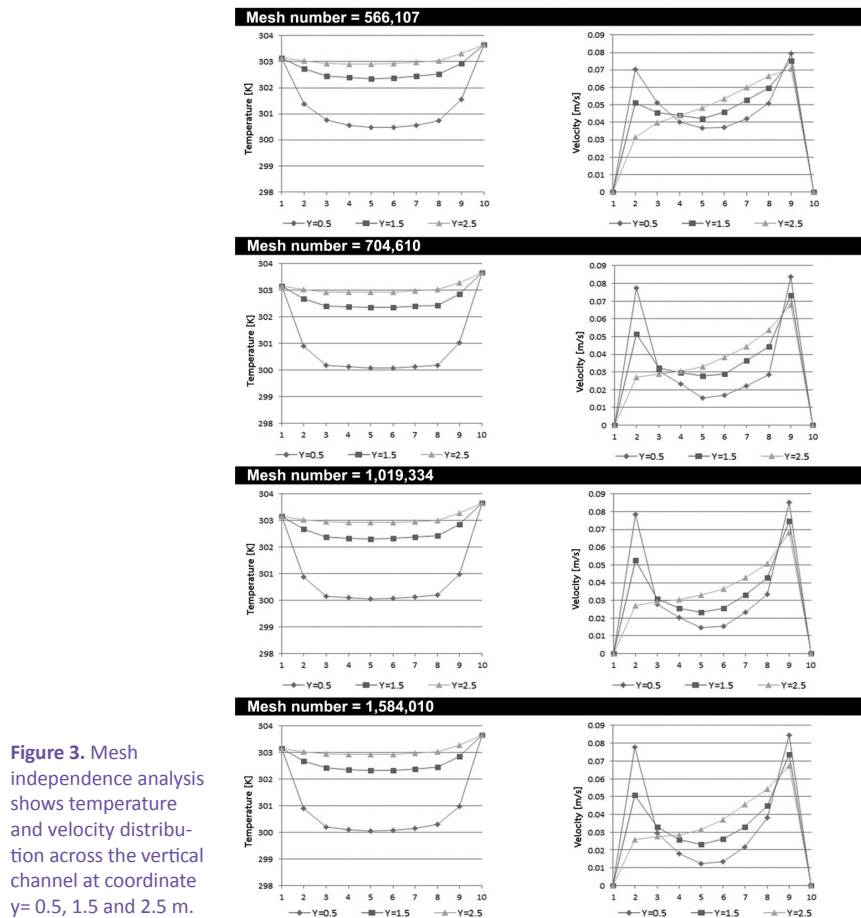 Mesh number = 566,107
Temperature [K]
304
303
302
301
300
299
298
1 2 3 4 5 6 7 8 9 10
Y=0.5 Y=1.5 Y=2.5
Velocity [m/s]
0.09
0.08
0.07
0.06
0.05
0.04
0.03
0.02
0.01
0
1 2 3 4 5 6 7 8 9 10
Y=0.5 Y=1.5 Y=2.5
Mesh number = 704,610
Temperature [K]
304
303
302
301
300
299
298
1 2 3 4 5 6 7 8 9 10
Y=0.5 Y=1.5 Y=2.5
Velocity [m/s]
0.09
0.08
0.07
0.06
0.05
0.04
0.03
0.02
0.01
0
1 2 3 4 5 6 7 8 9 10
Y=0.5 Y=1.5 Y=2.5
Mesh number = 1,019,334
Temperature [K]
304
303
302
301
300
299
298
1 2 3 4 5 6 7 8 9 10
Y=0.5 Y=1.5 Y=2.5
Velocity [m/s]
0.09
0.08
0.07
0.06
0.05
0.04
0.03
0.02
0.01
0
1 2 3 4 5 6 7 8 9 10
Y=0.5 Y=1.5 Y=2.5
Mesh number = 1,584,010
Temperature [K]
304
303
302
301
300
299
298
1 2 3 4 5 6 7 8 9 10
Y=0.5 Y=1.5 Y=2.5
Velocity [m/s]
0.09
0.08
0.07
0.06
0.05
0.04
0.03
0.02
0.01
0
1 2 3 4 5 6 7 8 9 10
Y=0.5 Y=1.5 Y=2.5
Figure 3. Mesh
independence analysis
shows temperature
and velocity distribu-
tion across the vertical
channel at coordinate
y= 0.5, 1.5 and 2.5 m.